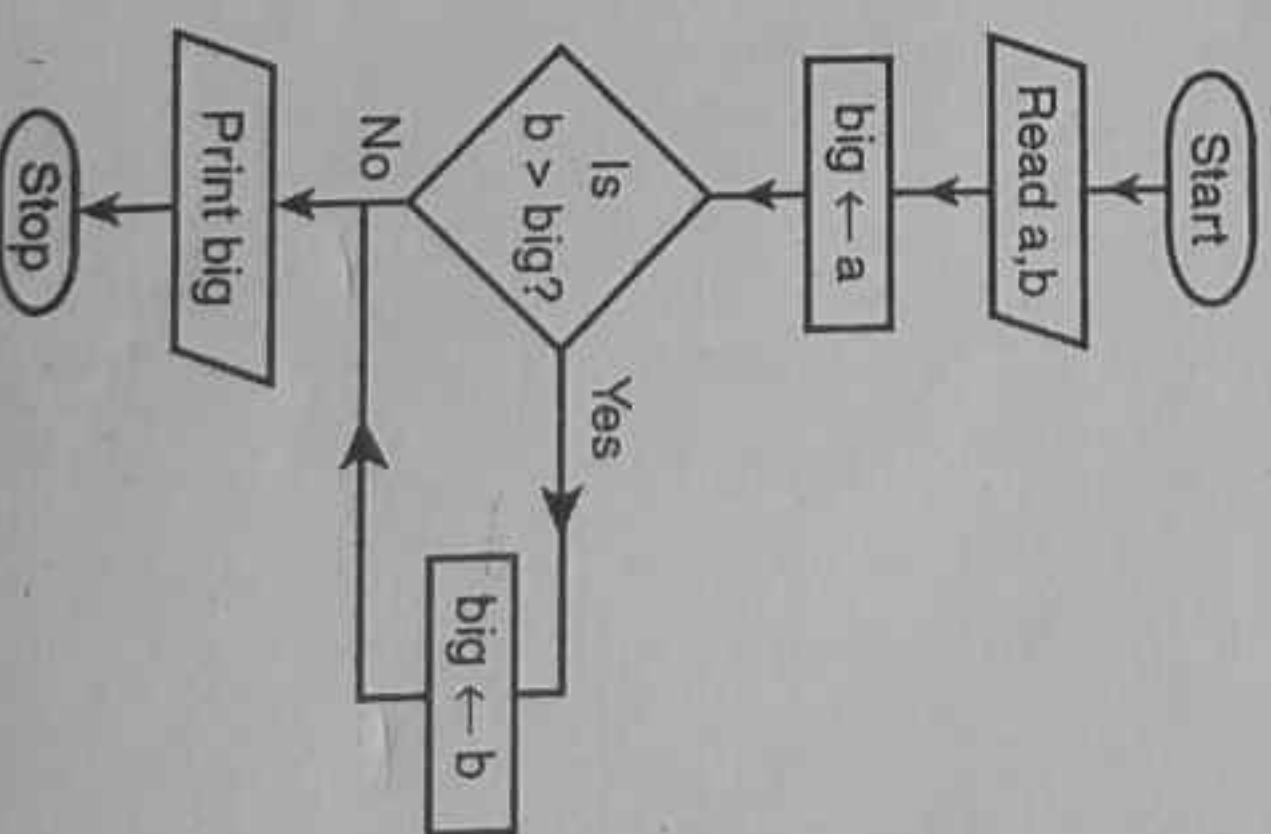 Start
Read a,b
big ← a
Is
b > big?
Yes
big ← b
No
Print big
Stop